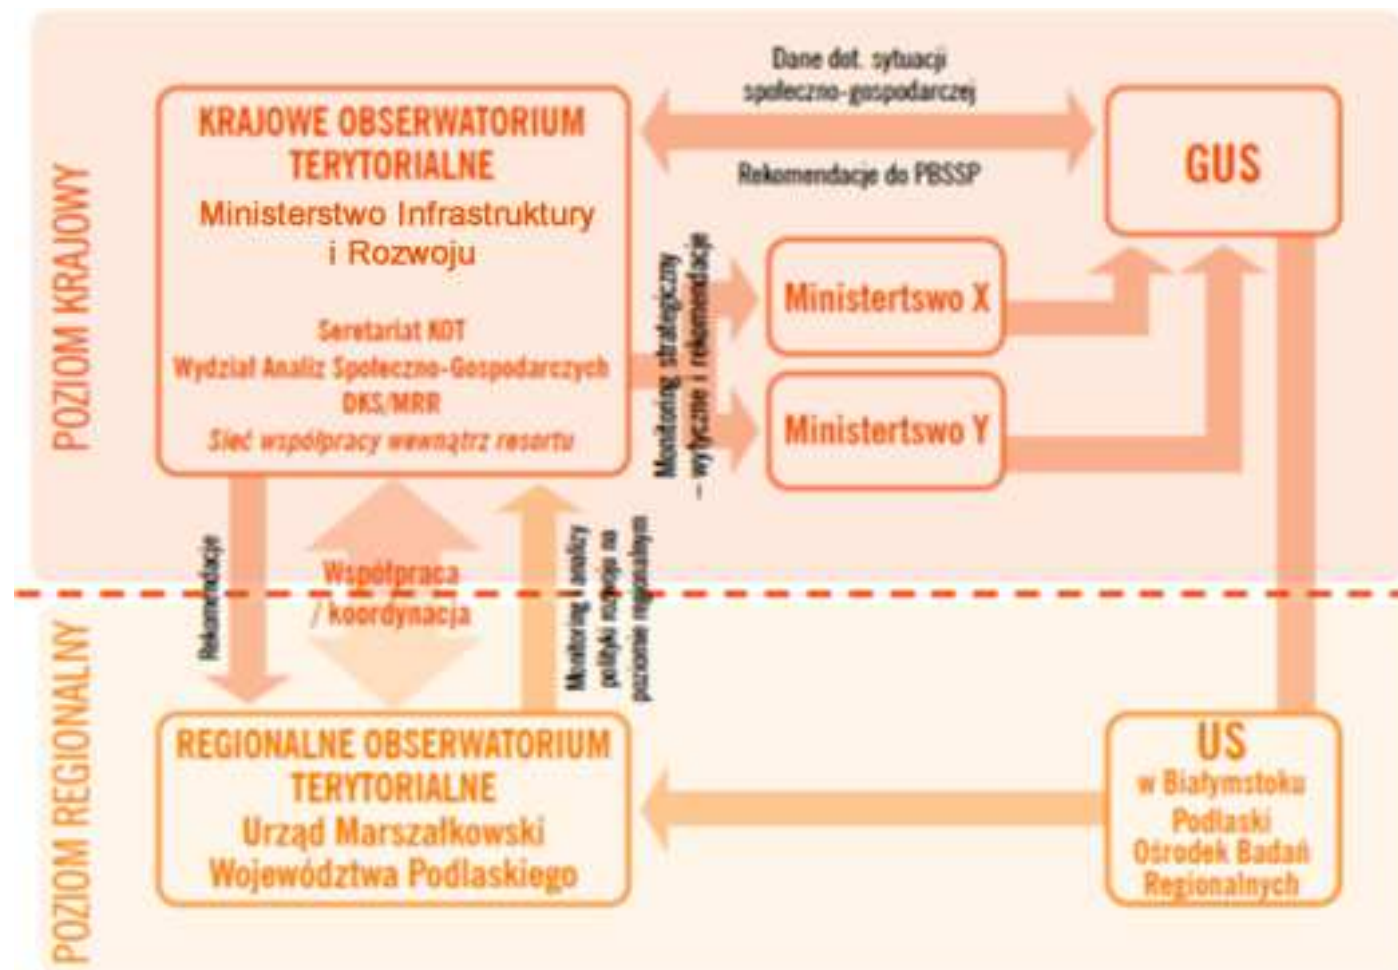 POZIOM KRAJOWY
KRAJOWE OBSERWATORIUM
TERYTORIALNE
Ministerstwo Infrastruktury
i Rozwoju
Seretariat KOT
Wydział Analiz Społeczno-Gospodarczych
DKS/MRR
Sieć współpracy wewnątrz resortu
Dane dot. sytuacji
społeczno-gospodarczej
Rekomendacje do PBSSP
GUS
Monitoring strategiczny
– wytyczne i rekomendacje
Ministertswo X
Ministertswo Y
Rekomendacje
Współpraca
/ koordynacja
Monitoring i analizy
polityki rozwoju na
poziomie regionalnym
POZIOM REGIONALNY
REGIONALNE OBSERWATORIUM
TERYTORIALNE
Urząd Marszałkowski
Województwa Podlaskiego
US
w Białymstoku
Podlaski
Ośrodek Badań
Regionalnych